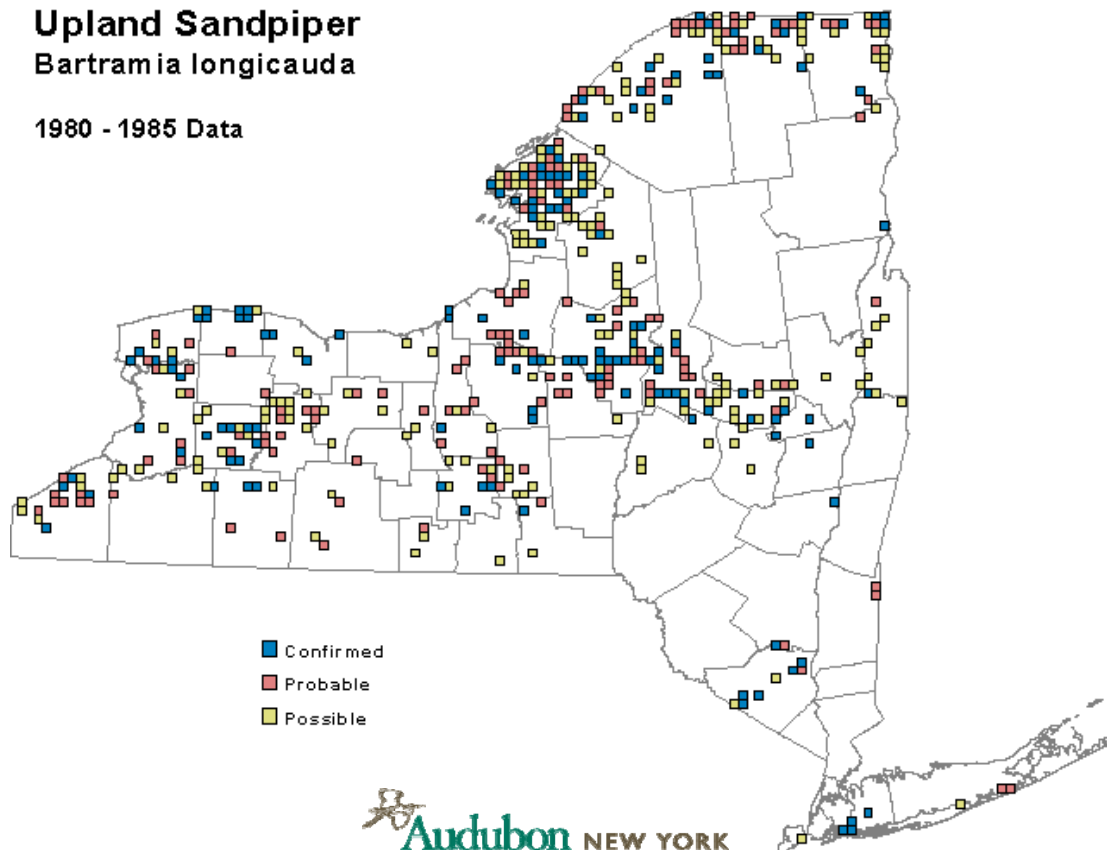 Upland Sandpiper
Bartramia longicauda
1980 - 1985 Data
Confirmed
Probable
Possible
Audubon NEW YORK